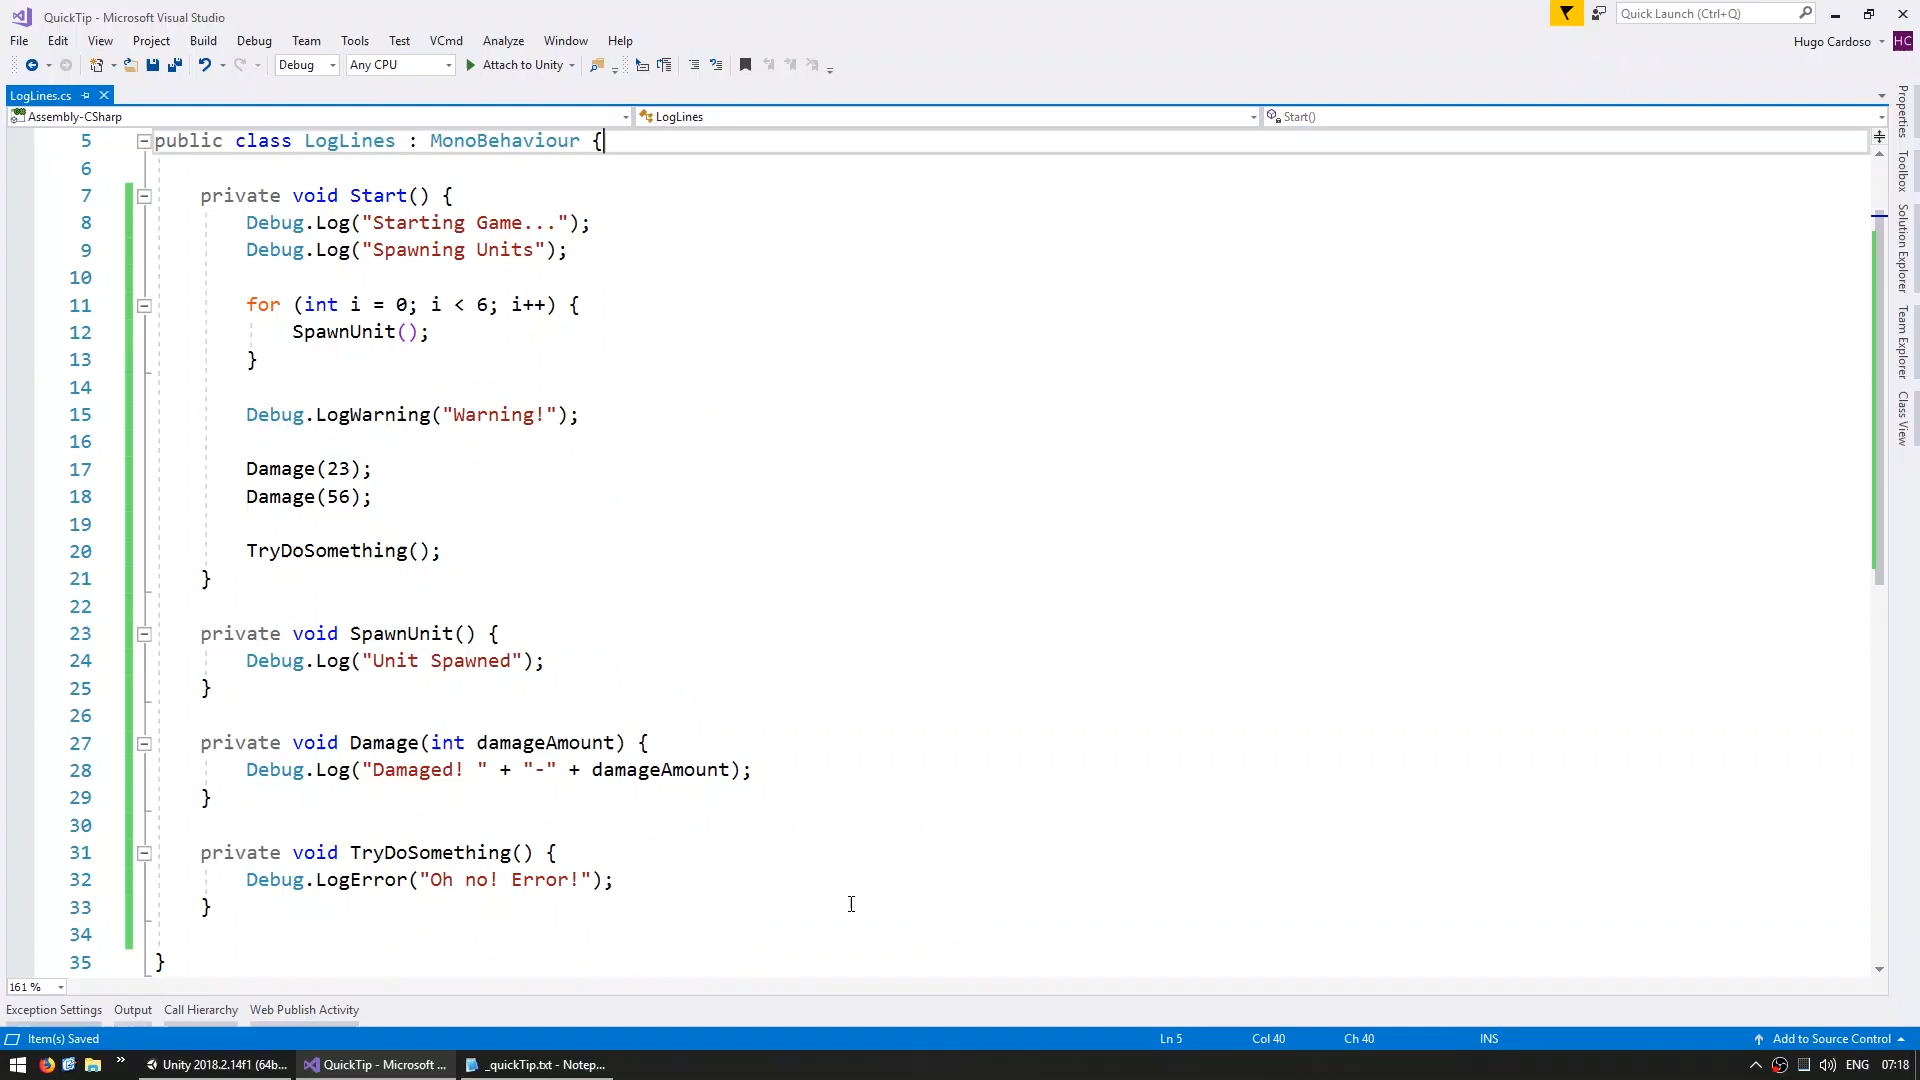 QuickTip - Microsoft Visual Studio
Quick Launch (Ctrl+Q)
File Edit View Project Build Debug Team Tools Test VCmd Analyze Window Help
Hugo Cardoso HC
Debug Any CPU Attach to Unity
LogLines.cs
Assembly-CSharp LogLines Start()
5 public class LogLines : MonoBehaviour {
6
7 private void Start() {
8 Debug.Log("Starting Game...");
9 Debug.Log("Spawning Units");
10
11 for (int i = 0; i < 6; i++) {
12 SpawnUnit();
13 }
14
15 Debug.LogWarning("Warning!");
16
17 Damage(23);
18 Damage(56);
19
20 TryDoSomething();
21 }
22
23 private void SpawnUnit() {
24 Debug.Log("Unit Spawned");
25 }
26
27 private void Damage(int damageAmount) {
28 Debug.Log("Damaged! " + "-" + damageAmount);
29 }
30
31 private void TryDoSomething() {
32 Debug.LogError("Oh no! Error!");
33 }
34
35 }
Properties
Toolbox
Solution Explorer
Team Explorer
Class View
161 %
Exception Settings Output Call Hierarchy Web Publish Activity
Item(s) Saved Ln 5 Col 40 Ch 40 INS Add to Source Control
Unity 2018.2.14f1 (64b... QuickTip - Microsoft ... _quickTip.txt - Notep... ENG 07:18